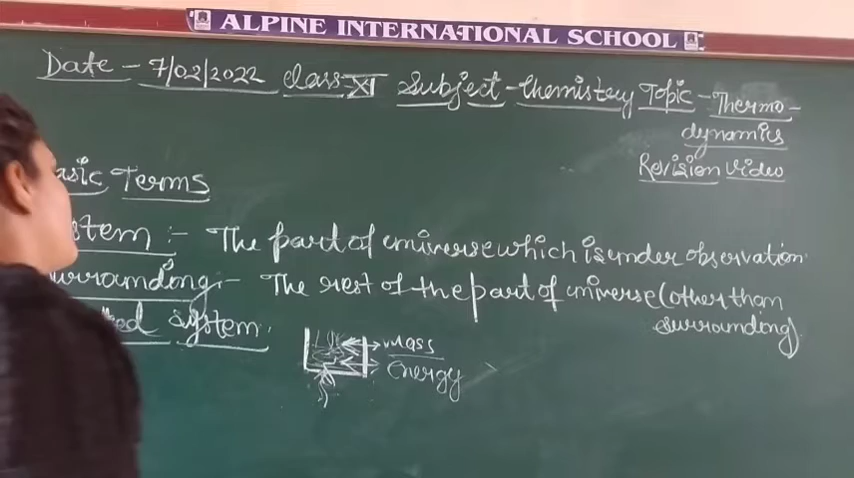 ALPINE INTERNATIONAL SCHOOL
Date - 7/02/2022 Class-XI Subject-Chemistery Topic-Thermo-
dynamics
Revision Video
asic Terms
stem :- The part of universe which is under observation.
urrounding:- The rest of the part of universe (other than
surrounding)
ed system.
Mass
Energy